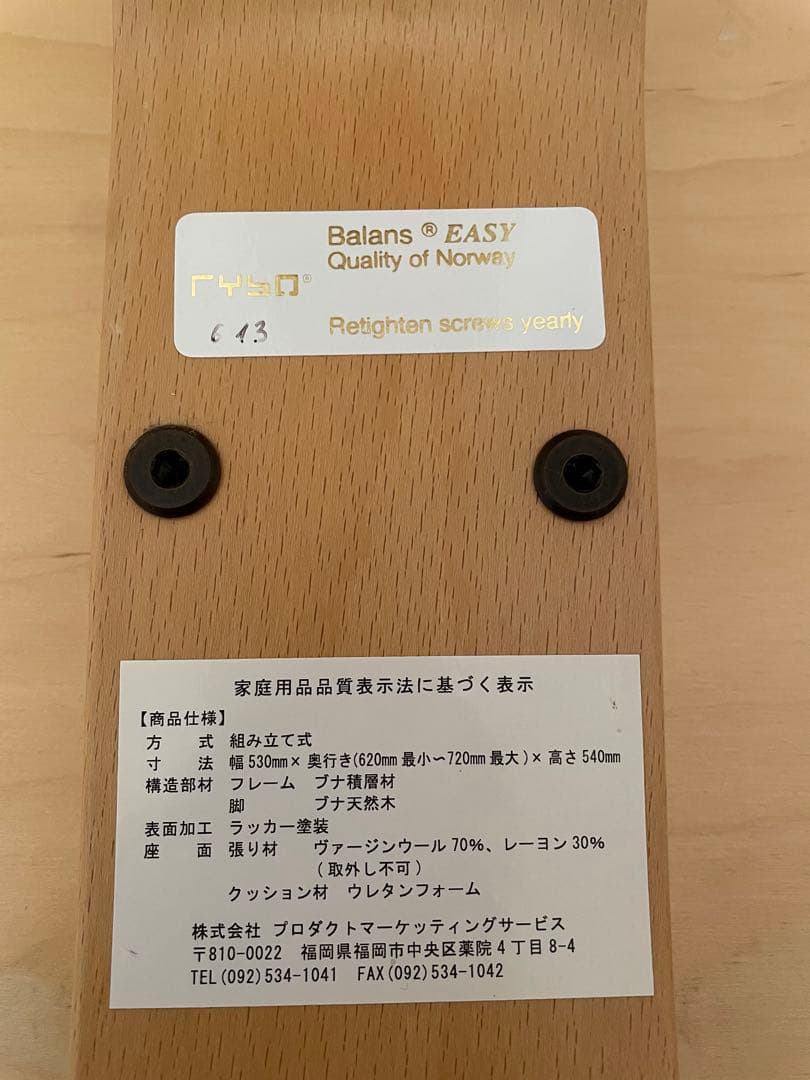 Balans ® EASY
Quality of Norway
rybo®
6 13
Retighten screws yearly
家庭用品品質表示法に基づく表示
【商品仕様】
方　　式　組み立て式
寸　　法　幅 530㎜× 奥行き(620㎜ 最小〜720㎜ 最大 )× 高さ 540㎜
構造部材　フレーム　ブナ積層材
脚　　　ブナ天然木
表面加工　ラッカー塗装
座　　面　張り材　　ヴァージンウール 70%、レーヨン 30%
( 取外し不可 )
クッション材　ウレタンフォーム
株式会社 プロダクトマーケッティングサービス
〒810-0022　福岡県福岡市中央区薬院 4 丁目 8-4
TEL (092) 534-1041　FAX (092) 534-1042